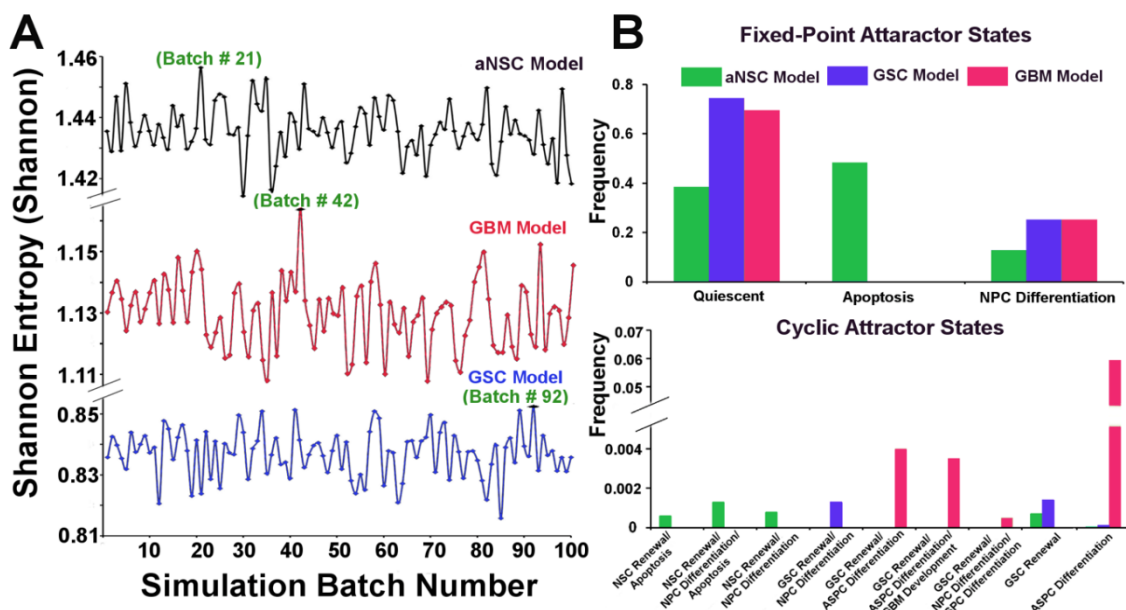 A
Shannon Entropy (Shannon)
1.46
1.44
1.42
1.15
1.13
1.11
0.85
0.83
0.81
(Batch # 21)
aNSC Model
(Batch # 42)
GBM Model
GSC Model
(Batch # 92)
10 20 30 40 50 60 70 80 90 100
Simulation Batch Number
B
Fixed-Point Attaractor States
aNSC Model GSC Model GBM Model
Frequency
0.8
0.6
0.4
0.2
0
Quiescent Apoptosis NPC Differentiation
Cyclic Attractor States
Frequency
0.07
0.06
0.05
0.004
0.002
0
NSC Renewal/
Apoptosis
NSC Renewal/
NPC Differentiation/
Apoptosis
NSC Renewal/
NPC Differentiation
GSC Renewal/
NPC Differentiation
GSC Renewal/
ASPC Differentiation
GSC Renewal/
ASPC Differentiation/
GBM Development
GSC Renewal/
NPC Differentiation/
SPC Differentiation
GSC Renewal
ASPC Differentiation